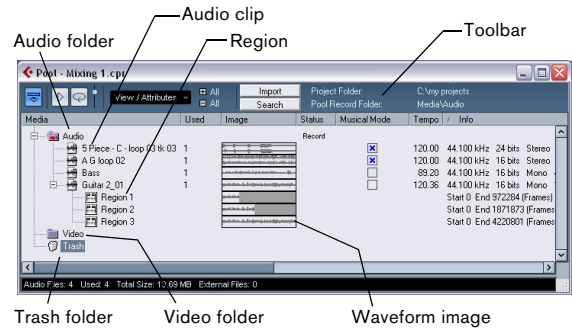 Audio clip
Audio folder
Region
Toolbar
Pool - Mixing 1.cpr
View / Attributes
All
All
Import
Search
Project Folder: C:\my projects
Pool Record Folder: Media\Audio
Media Used Image Status Musical Mode Tempo / Info
Audio Record
5 Piece - C - loop 03 tk 03 1 120.00 44.100 kHz 24 bits Stereo
A G loop 02 1 120.00 44.100 kHz 16 bits Stereo
Bass 1 89.20 44.100 kHz 16 bits Mono
Guitar 2_01 1 120.36 44.100 kHz 16 bits Mono
Region 1 Start 0 End 972284 (Frames)
Region 2 Start 0 End 1871873 (Frames
Region 3 Start 0 End 4220801 (Frames
Video
Trash
Audio Files: 4 Used: 4 Total Size: 12.69 MB External Files: 0
Trash folder
Video folder
Waveform image